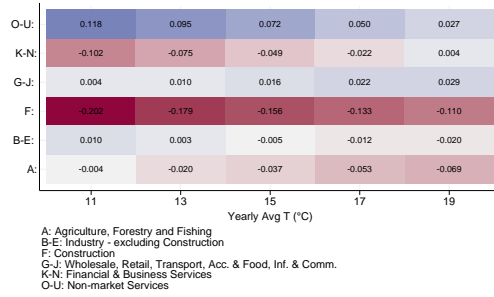 O-U: 0.118 0.095 0.072 0.050 0.027
K-N: -0.102 -0.075 -0.049 -0.022 0.004
G-J: 0.004 0.010 0.016 0.022 0.029
F: -0.202 -0.179 -0.156 -0.133 -0.110
B-E: 0.010 0.003 -0.005 -0.012 -0.020
A: -0.004 -0.020 -0.037 -0.053 -0.069
11 13 15 17 19
Yearly Avg T (°C)
A: Agriculture, Forestry and Fishing
B-E: Industry - excluding Construction
F: Construction
G-J: Wholesale, Retail, Transport, Acc. & Food, Inf. & Comm.
K-N: Financial & Business Services
O-U: Non-market Services